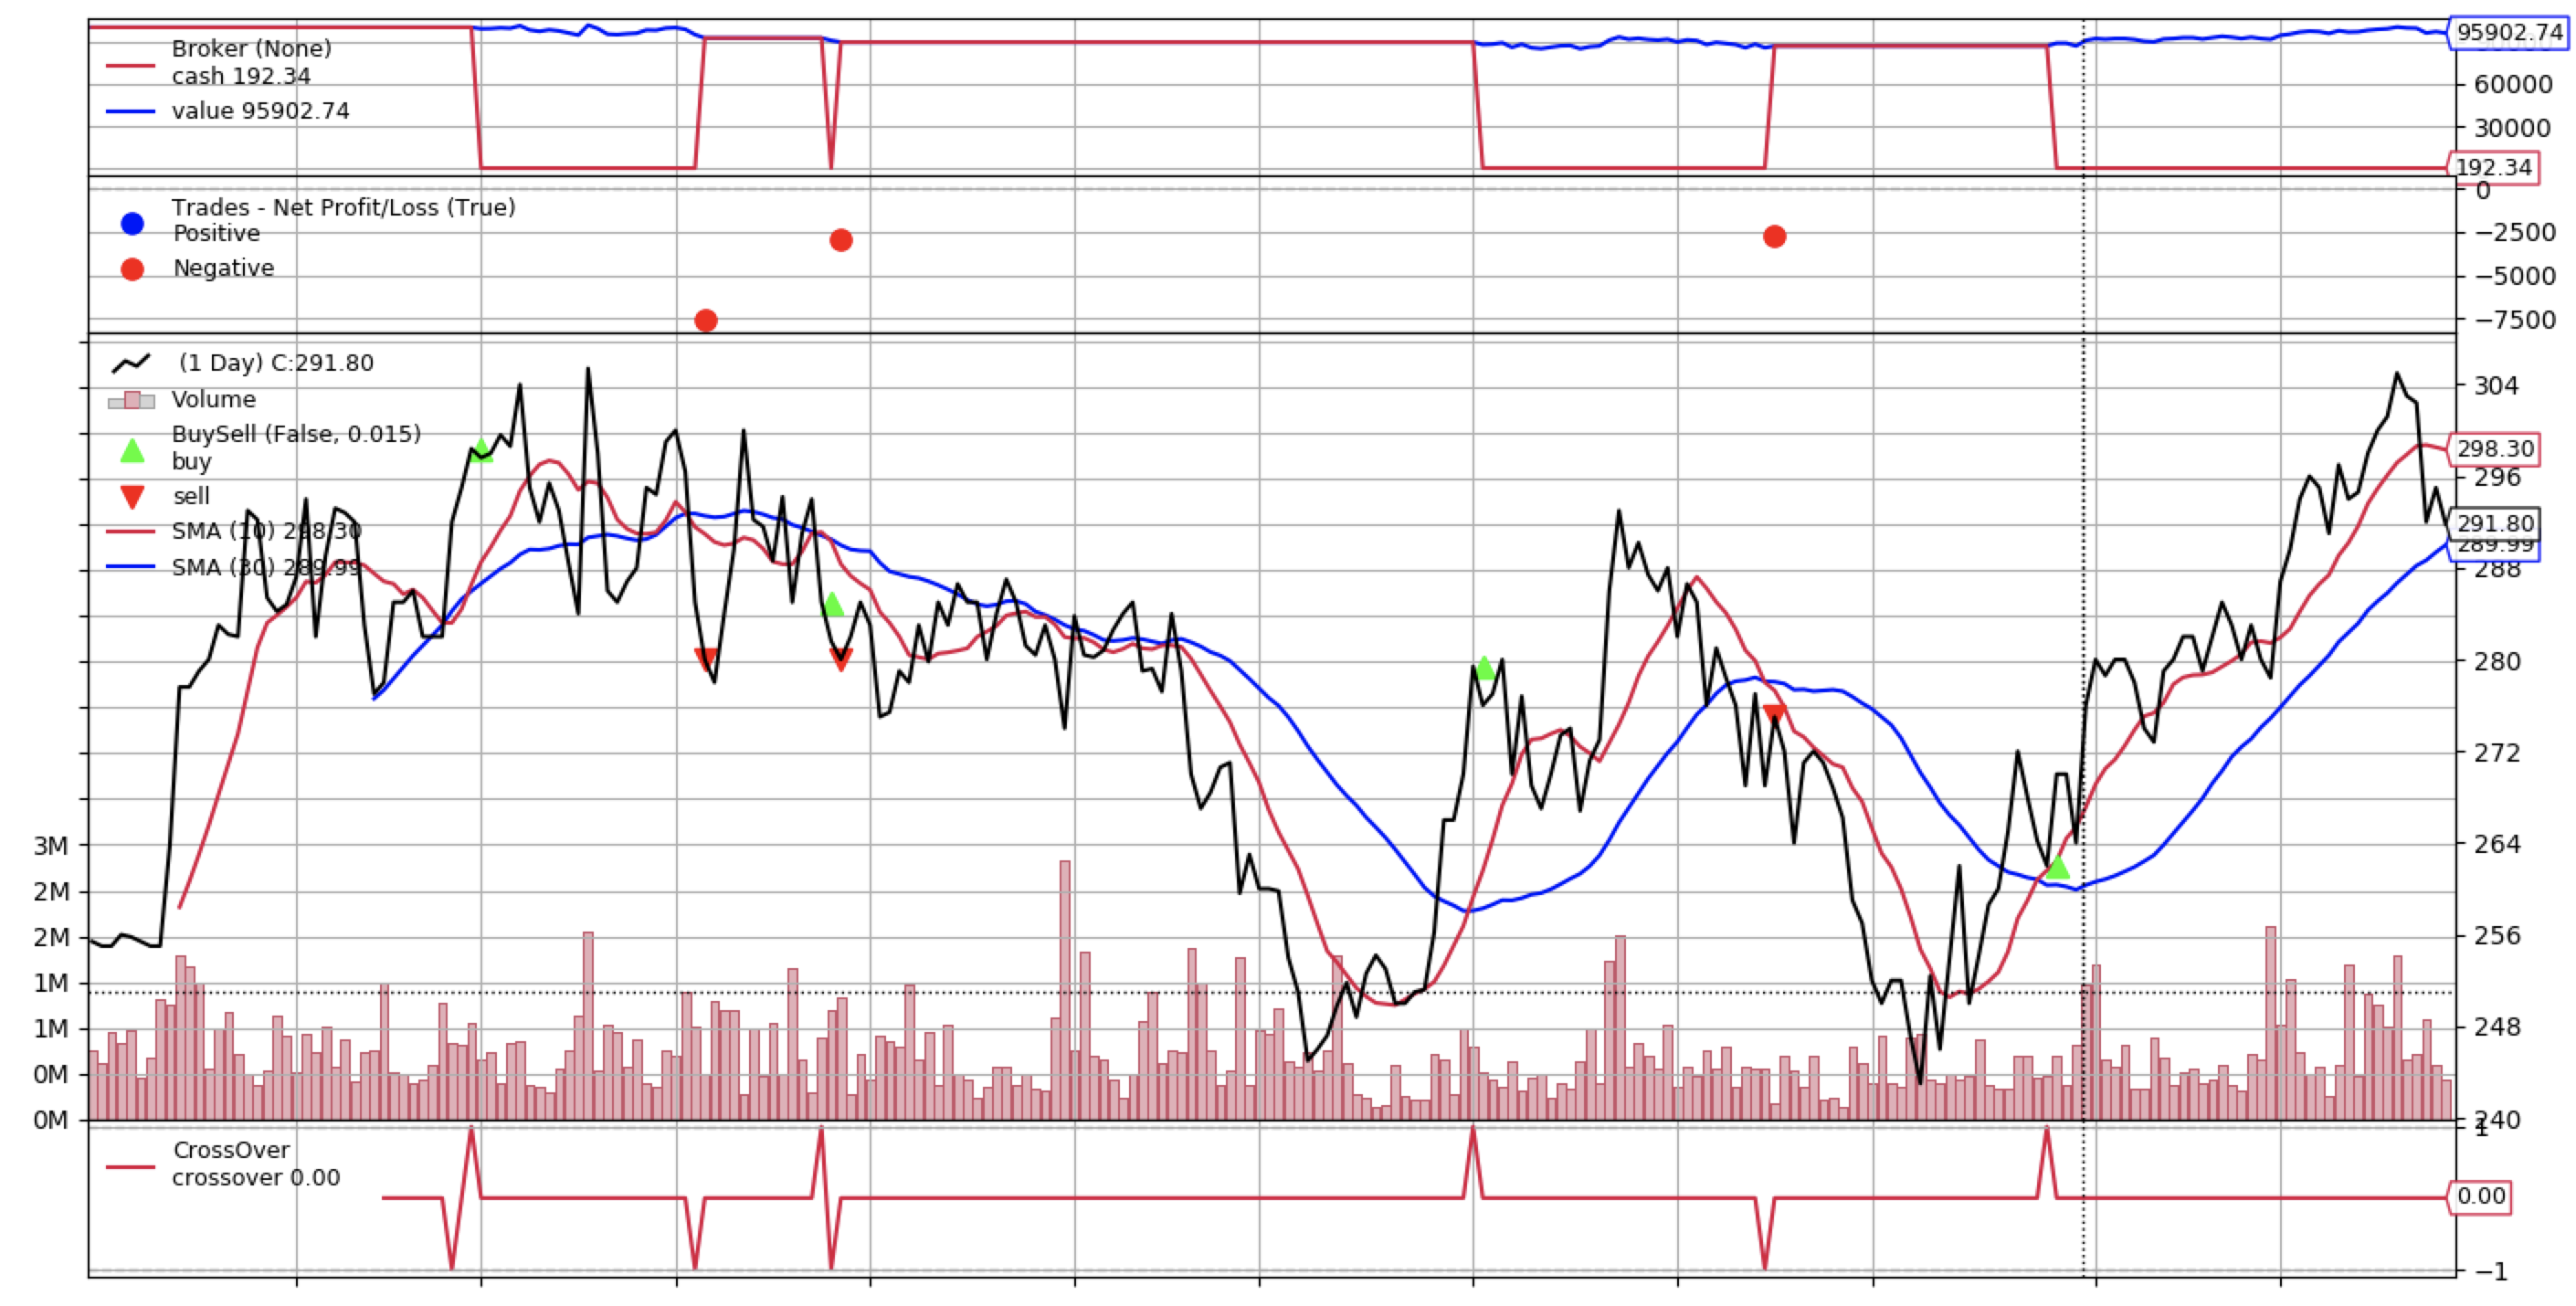 Broker (None)
cash 192.34
value 95902.74
95902.74
60000
30000
192.34
Trades - Net Profit/Loss (True)
Positive
Negative
0
−2500
−5000
−7500
(1 Day) C:291.80
Volume
BuySell (False, 0.015)
buy
sell
SMA (10) 298.30
SMA (30) 289.99
304
298.30
296
291.80
289.99
288
280
272
264
256
248
240
3M
2M
2M
1M
1M
0M
0M
CrossOver
crossover 0.00
1
0.00
−1